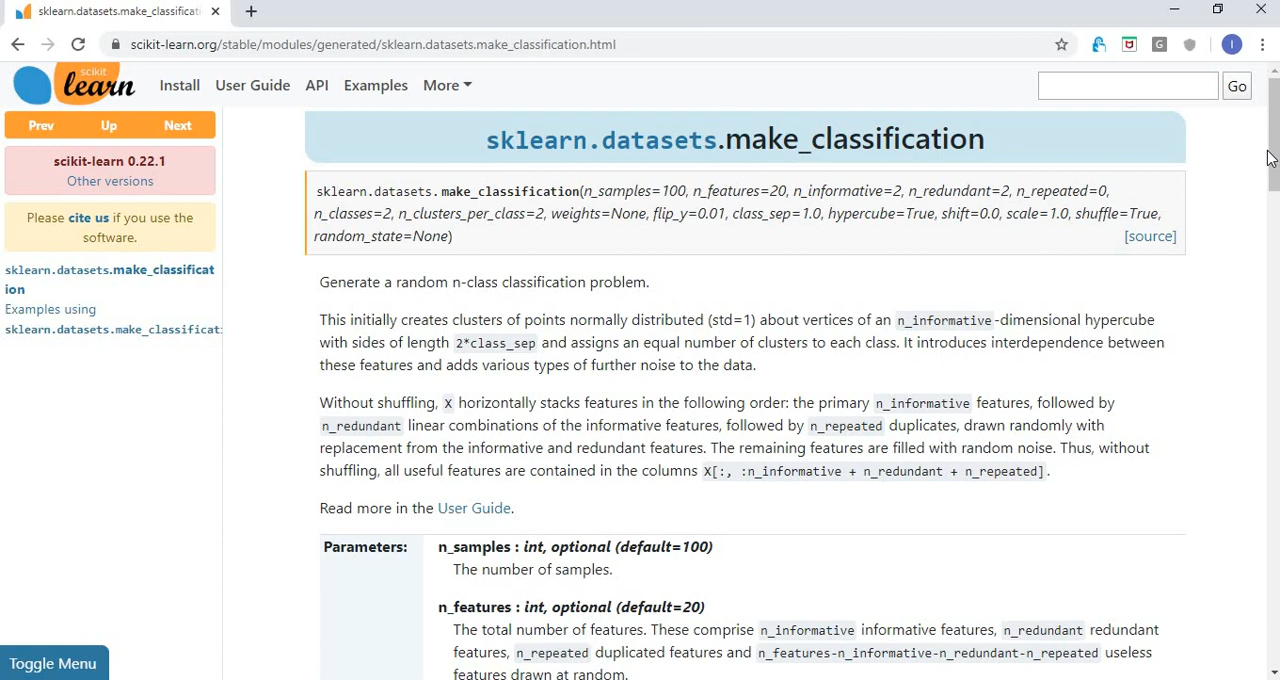 sklearn.datasets.make_classificati
scikit-learn.org/stable/modules/generated/sklearn.datasets.make_classification.html
G
I
scikit
learn
Install User Guide API Examples More
Go
Prev Up Next
scikit-learn 0.22.1
Other versions
Please cite us if you use the
software.
sklearn.datasets.make_classificat
ion
Examples using
sklearn.datasets.make_classificati
sklearn.datasets.make_classification
sklearn.datasets.make_classification(n_samples=100, n_features=20, n_informative=2, n_redundant=2, n_repeated=0,
n_classes=2, n_clusters_per_class=2, weights=None, flip_y=0.01, class_sep=1.0, hypercube=True, shift=0.0, scale=1.0, shuffle=True,
random_state=None) [source]
Generate a random n-class classification problem.
This initially creates clusters of points normally distributed (std=1) about vertices of an n_informative-dimensional hypercube
with sides of length 2*class_sep and assigns an equal number of clusters to each class. It introduces interdependence between
these features and adds various types of further noise to the data.
Without shuffling, X horizontally stacks features in the following order: the primary n_informative features, followed by
n_redundant linear combinations of the informative features, followed by n_repeated duplicates, drawn randomly with
replacement from the informative and redundant features. The remaining features are filled with random noise. Thus, without
shuffling, all useful features are contained in the columns X[:, :n_informative + n_redundant + n_repeated].
Read more in the User Guide.
Parameters: n_samples : int, optional (default=100)
The number of samples.
n_features : int, optional (default=20)
The total number of features. These comprise n_informative informative features, n_redundant redundant
features, n_repeated duplicated features and n_features-n_informative-n_redundant-n_repeated useless
features drawn at random.
Toggle Menu